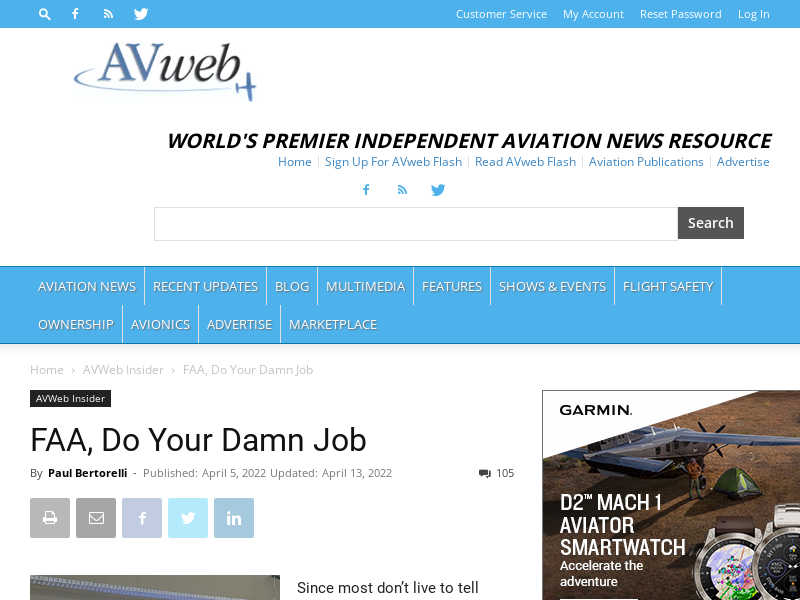 Customer Service My Account Reset Password Log In
AVweb
WORLD'S PREMIER INDEPENDENT AVIATION NEWS RESOURCE
Home Sign Up For AVweb Flash Read AVweb Flash Aviation Publications Advertise
Search
AVIATION NEWS RECENT UPDATES BLOG MULTIMEDIA FEATURES SHOWS & EVENTS FLIGHT SAFETY
OWNERSHIP AVIONICS ADVERTISE MARKETPLACE
Home › AVWeb Insider › FAA, Do Your Damn Job
AVWeb Insider
FAA, Do Your Damn Job
By Paul Bertorelli - Published: April 5, 2022 Updated: April 13, 2022 105
Since most don’t live to tell
GARMIN.
D2™ MACH 1
AVIATOR
SMARTWATCH
Accelerate the
adventure